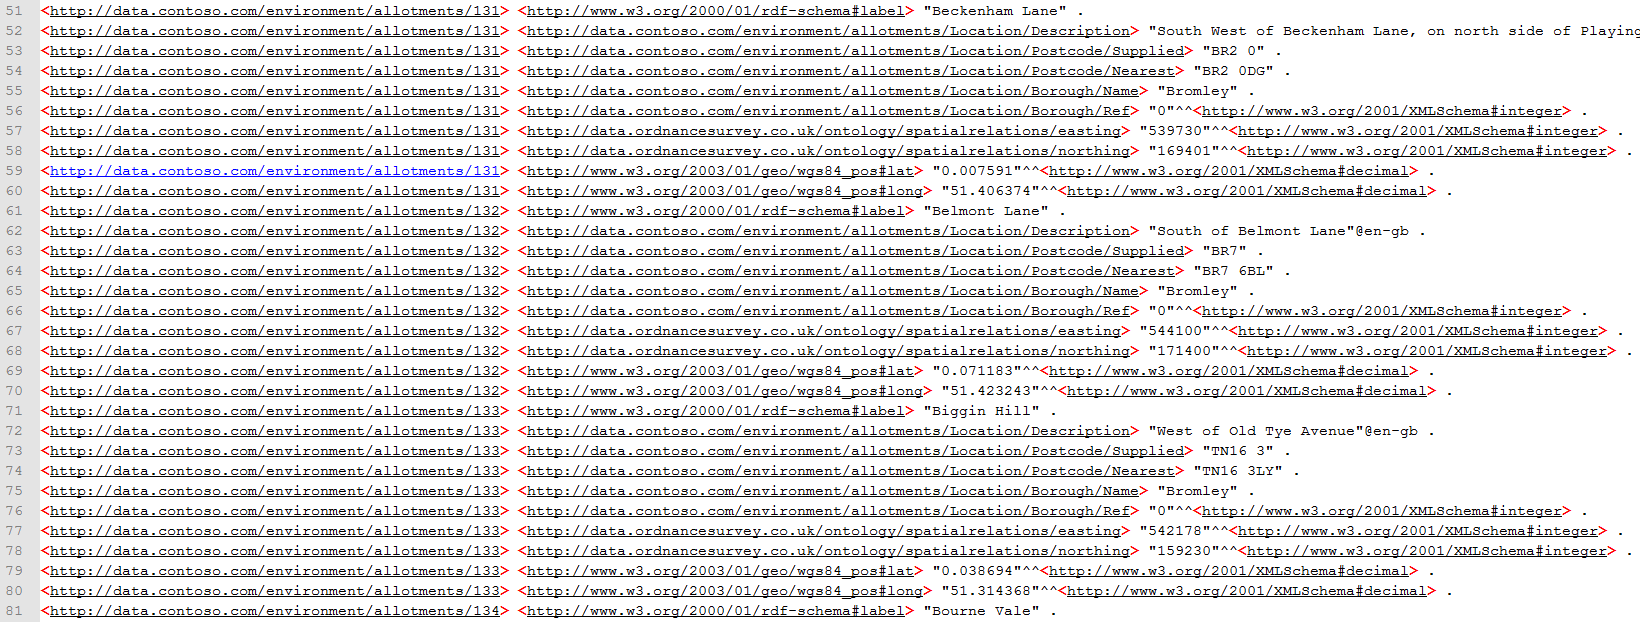 51 <http://data.contoso.com/environment/allotments/131> <http://www.w3.org/2000/01/rdf-schema#label> "Beckenham Lane" .
52 <http://data.contoso.com/environment/allotments/131> <http://data.contoso.com/environment/allotments/Location/Description> "South West of Beckenham Lane, on north side of Playing
53 <http://data.contoso.com/environment/allotments/131> <http://data.contoso.com/environment/allotments/Location/Postcode/Supplied> "BR2 0" .
54 <http://data.contoso.com/environment/allotments/131> <http://data.contoso.com/environment/allotments/Location/Postcode/Nearest> "BR2 0DG" .
55 <http://data.contoso.com/environment/allotments/131> <http://data.contoso.com/environment/allotments/Location/Borough/Name> "Bromley" .
56 <http://data.contoso.com/environment/allotments/131> <http://data.contoso.com/environment/allotments/Location/Borough/Ref> "0"^^<http://www.w3.org/2001/XMLSchema#integer> .
57 <http://data.contoso.com/environment/allotments/131> <http://data.ordnancesurvey.co.uk/ontology/spatialrelations/easting> "539730"^^<http://www.w3.org/2001/XMLSchema#integer> .
58 <http://data.contoso.com/environment/allotments/131> <http://data.ordnancesurvey.co.uk/ontology/spatialrelations/northing> "169401"^^<http://www.w3.org/2001/XMLSchema#integer> .
59 <http://data.contoso.com/environment/allotments/131> <http://www.w3.org/2003/01/geo/wgs84_pos#lat> "0.007591"^^<http://www.w3.org/2001/XMLSchema#decimal> .
60 <http://data.contoso.com/environment/allotments/131> <http://www.w3.org/2003/01/geo/wgs84_pos#long> "51.406374"^^<http://www.w3.org/2001/XMLSchema#decimal> .
61 <http://data.contoso.com/environment/allotments/132> <http://www.w3.org/2000/01/rdf-schema#label> "Belmont Lane" .
62 <http://data.contoso.com/environment/allotments/132> <http://data.contoso.com/environment/allotments/Location/Description> "South of Belmont Lane"@en-gb .
63 <http://data.contoso.com/environment/allotments/132> <http://data.contoso.com/environment/allotments/Location/Postcode/Supplied> "BR7" .
64 <http://data.contoso.com/environment/allotments/132> <http://data.contoso.com/environment/allotments/Location/Postcode/Nearest> "BR7 6BL" .
65 <http://data.contoso.com/environment/allotments/132> <http://data.contoso.com/environment/allotments/Location/Borough/Name> "Bromley" .
66 <http://data.contoso.com/environment/allotments/132> <http://data.contoso.com/environment/allotments/Location/Borough/Ref> "0"^^<http://www.w3.org/2001/XMLSchema#integer> .
67 <http://data.contoso.com/environment/allotments/132> <http://data.ordnancesurvey.co.uk/ontology/spatialrelations/easting> "544100"^^<http://www.w3.org/2001/XMLSchema#integer> .
68 <http://data.contoso.com/environment/allotments/132> <http://data.ordnancesurvey.co.uk/ontology/spatialrelations/northing> "171400"^^<http://www.w3.org/2001/XMLSchema#integer> .
69 <http://data.contoso.com/environment/allotments/132> <http://www.w3.org/2003/01/geo/wgs84_pos#lat> "0.071183"^^<http://www.w3.org/2001/XMLSchema#decimal> .
70 <http://data.contoso.com/environment/allotments/132> <http://www.w3.org/2003/01/geo/wgs84_pos#long> "51.423243"^^<http://www.w3.org/2001/XMLSchema#decimal> .
71 <http://data.contoso.com/environment/allotments/133> <http://www.w3.org/2000/01/rdf-schema#label> "Biggin Hill" .
72 <http://data.contoso.com/environment/allotments/133> <http://data.contoso.com/environment/allotments/Location/Description> "West of Old Tye Avenue"@en-gb .
73 <http://data.contoso.com/environment/allotments/133> <http://data.contoso.com/environment/allotments/Location/Postcode/Supplied> "TN16 3" .
74 <http://data.contoso.com/environment/allotments/133> <http://data.contoso.com/environment/allotments/Location/Postcode/Nearest> "TN16 3LY" .
75 <http://data.contoso.com/environment/allotments/133> <http://data.contoso.com/environment/allotments/Location/Borough/Name> "Bromley" .
76 <http://data.contoso.com/environment/allotments/133> <http://data.contoso.com/environment/allotments/Location/Borough/Ref> "0"^^<http://www.w3.org/2001/XMLSchema#integer> .
77 <http://data.contoso.com/environment/allotments/133> <http://data.ordnancesurvey.co.uk/ontology/spatialrelations/easting> "542178"^^<http://www.w3.org/2001/XMLSchema#integer> .
78 <http://data.contoso.com/environment/allotments/133> <http://data.ordnancesurvey.co.uk/ontology/spatialrelations/northing> "159230"^^<http://www.w3.org/2001/XMLSchema#integer> .
79 <http://data.contoso.com/environment/allotments/133> <http://www.w3.org/2003/01/geo/wgs84_pos#lat> "0.038694"^^<http://www.w3.org/2001/XMLSchema#decimal> .
80 <http://data.contoso.com/environment/allotments/133> <http://www.w3.org/2003/01/geo/wgs84_pos#long> "51.314368"^^<http://www.w3.org/2001/XMLSchema#decimal> .
81 <http://data.contoso.com/environment/allotments/134> <http://www.w3.org/2000/01/rdf-schema#label> "Bourne Vale" .